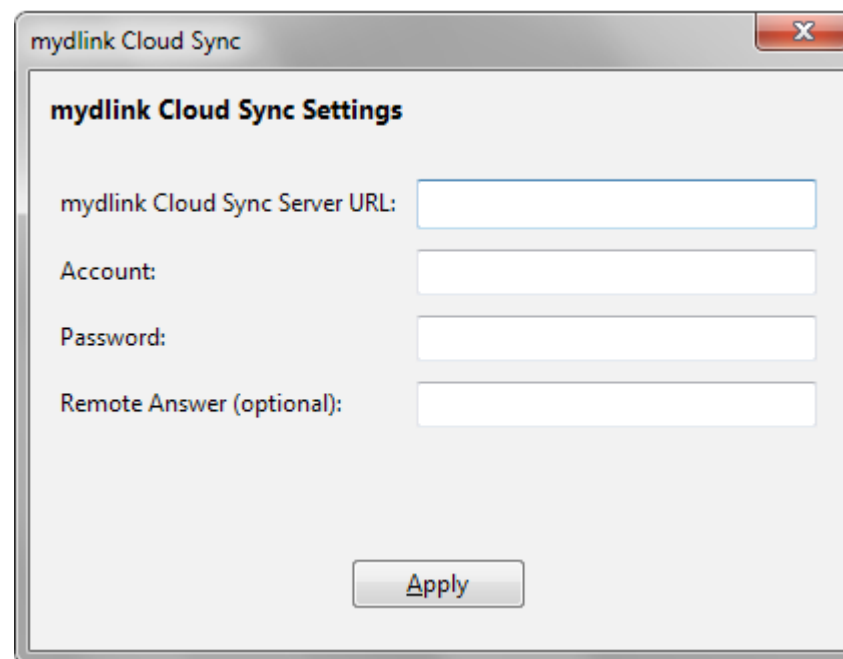 mydlink Cloud Sync
mydlink Cloud Sync Settings
mydlink Cloud Sync Server URL:
Account:
Password:
Remote Answer (optional):
Apply